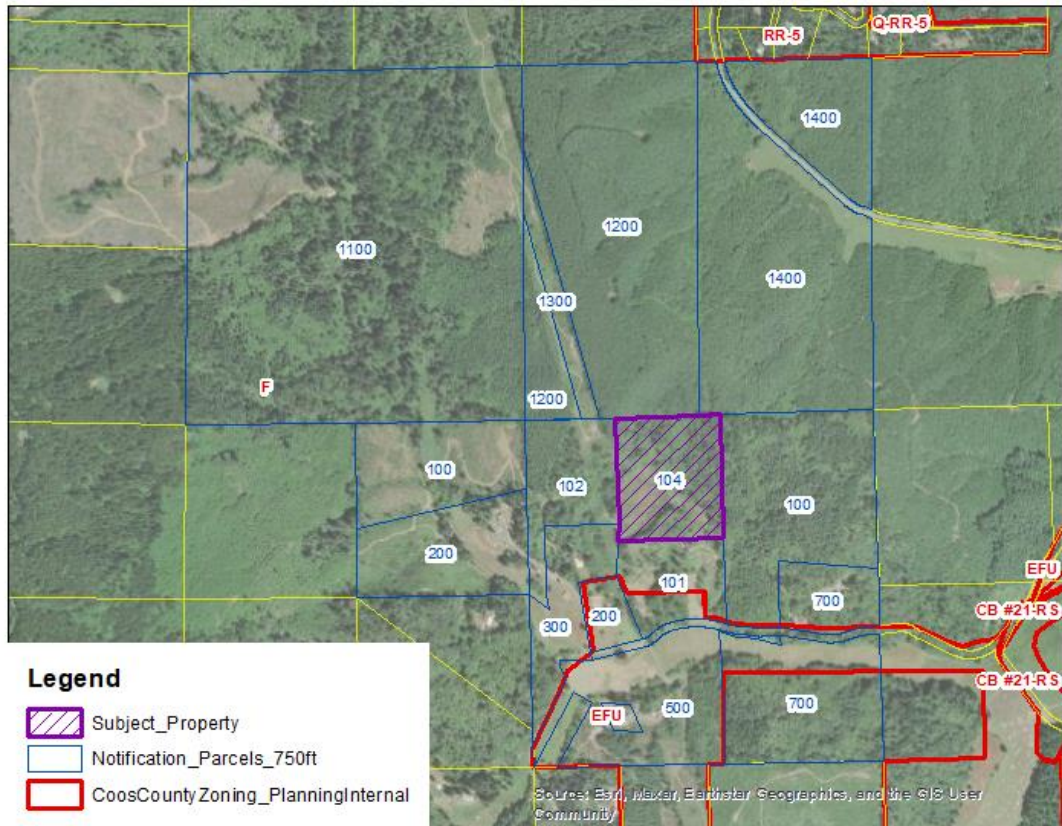 Q-RR-5
RR-5
1400
1200
1100
1400
1300
F
1200
100
102
104
100
200
101
EFU
700
200
CB #21-RS
300
CB #21-RS
EFU
500
700
Legend
Subject_Property
Notification_Parcels_750ft
CoosCountyZoning_PlanningInternal
Source: Esri, Maxar, Earthstar Geographics, and the GIS User
Community